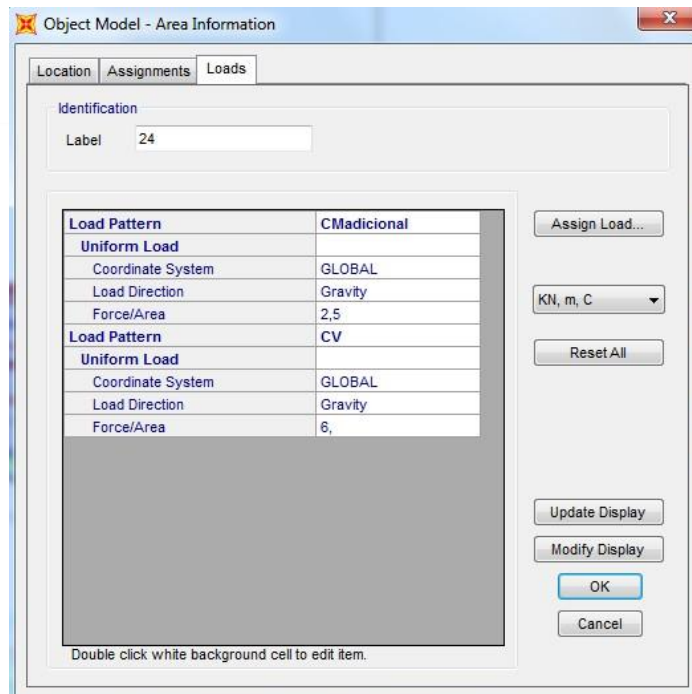 Object Model - Area Information
x
Location Assignments Loads
Identification
Label 24
Load Pattern CMadicional
Uniform Load
Coordinate System GLOBAL
Load Direction Gravity
Force/Area 2,5
Load Pattern CV
Uniform Load
Coordinate System GLOBAL
Load Direction Gravity
Force/Area 6,
Double click white background cell to edit item.
Assign Load...
KN, m, C
Reset All
Update Display
Modify Display
OK
Cancel